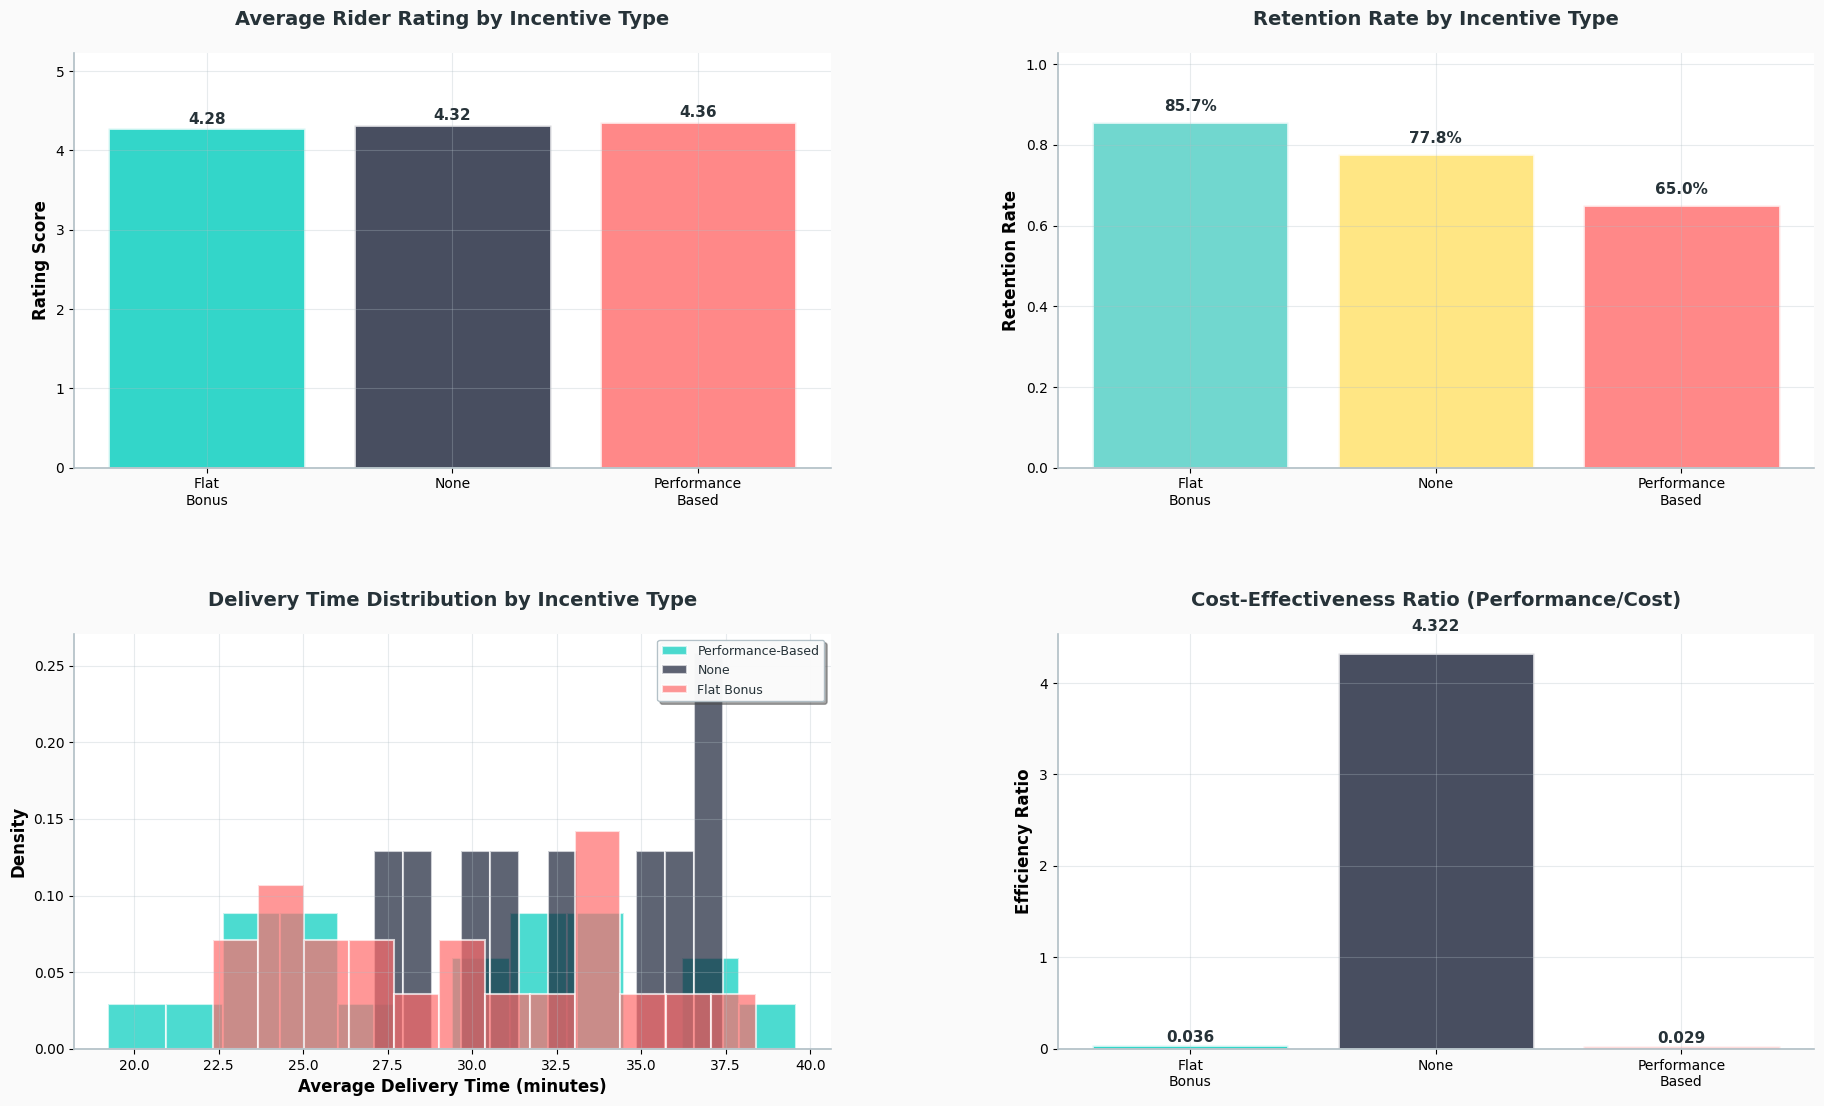 Average Rider Rating by Incentive Type
Rating Score
5
4
3
2
1
0
4.28
4.32
4.36
Flat
Bonus
None
Performance
Based
Retention Rate by Incentive Type
Retention Rate
1.0
0.8
0.6
0.4
0.2
0.0
85.7%
77.8%
65.0%
Flat
Bonus
None
Performance
Based
Delivery Time Distribution by Incentive Type
Density
0.25
0.20
0.15
0.10
0.05
0.00
Performance-Based
None
Flat Bonus
20.0
22.5
25.0
27.5
30.0
32.5
35.0
37.5
40.0
Average Delivery Time (minutes)
Cost-Effectiveness Ratio (Performance/Cost)
Efficiency Ratio
4
3
2
1
0
0.036
4.322
0.029
Flat
Bonus
None
Performance
Based